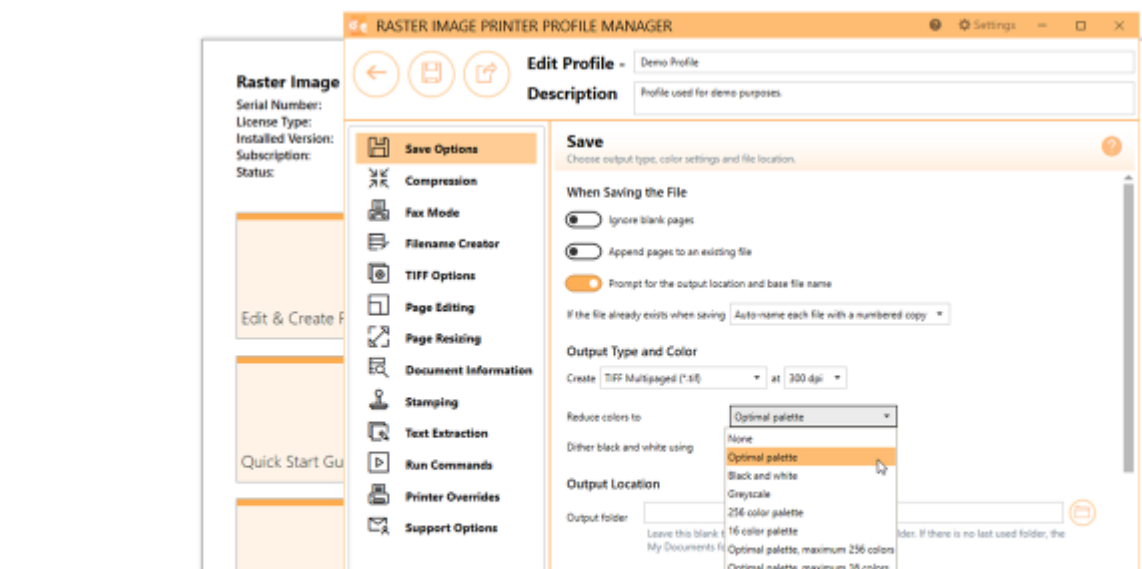 RASTER IMAGE PRINTER PROFILE MANAGER
Settings
Edit Profile - Demo Profile
Description Profile used for demo purposes.
Raster Image
Serial Number:
License Type:
Installed Version:
Subscription:
Status:
Edit & Create
Quick Start Gu
Save Options
Compression
Fax Mode
Filename Creator
TIFF Options
Page Editing
Page Resizing
Document Information
Stamping
Text Extraction
Run Commands
Printer Overrides
Support Options
Save
Choose output type, color settings and file location.
When Saving the File
Ignore blank pages
Append pages to an existing file
Prompt for the output location and base file name
If the file already exists when saving Auto-name each file with a numbered copy
Output Type and Color
Create TIFF Multipaged (*.tif) at 300 dpi
Reduce colors to Optimal palette
None
Optimal palette
Black and white
Greyscale
256 color palette
16 color palette
Optimal palette, maximum 256 colors
Optimal palette, maximum 16 colors
Dither black and white using
Output Location
Output folder
Leave this blank t lder. If there is no last used folder, the
My Documents fo